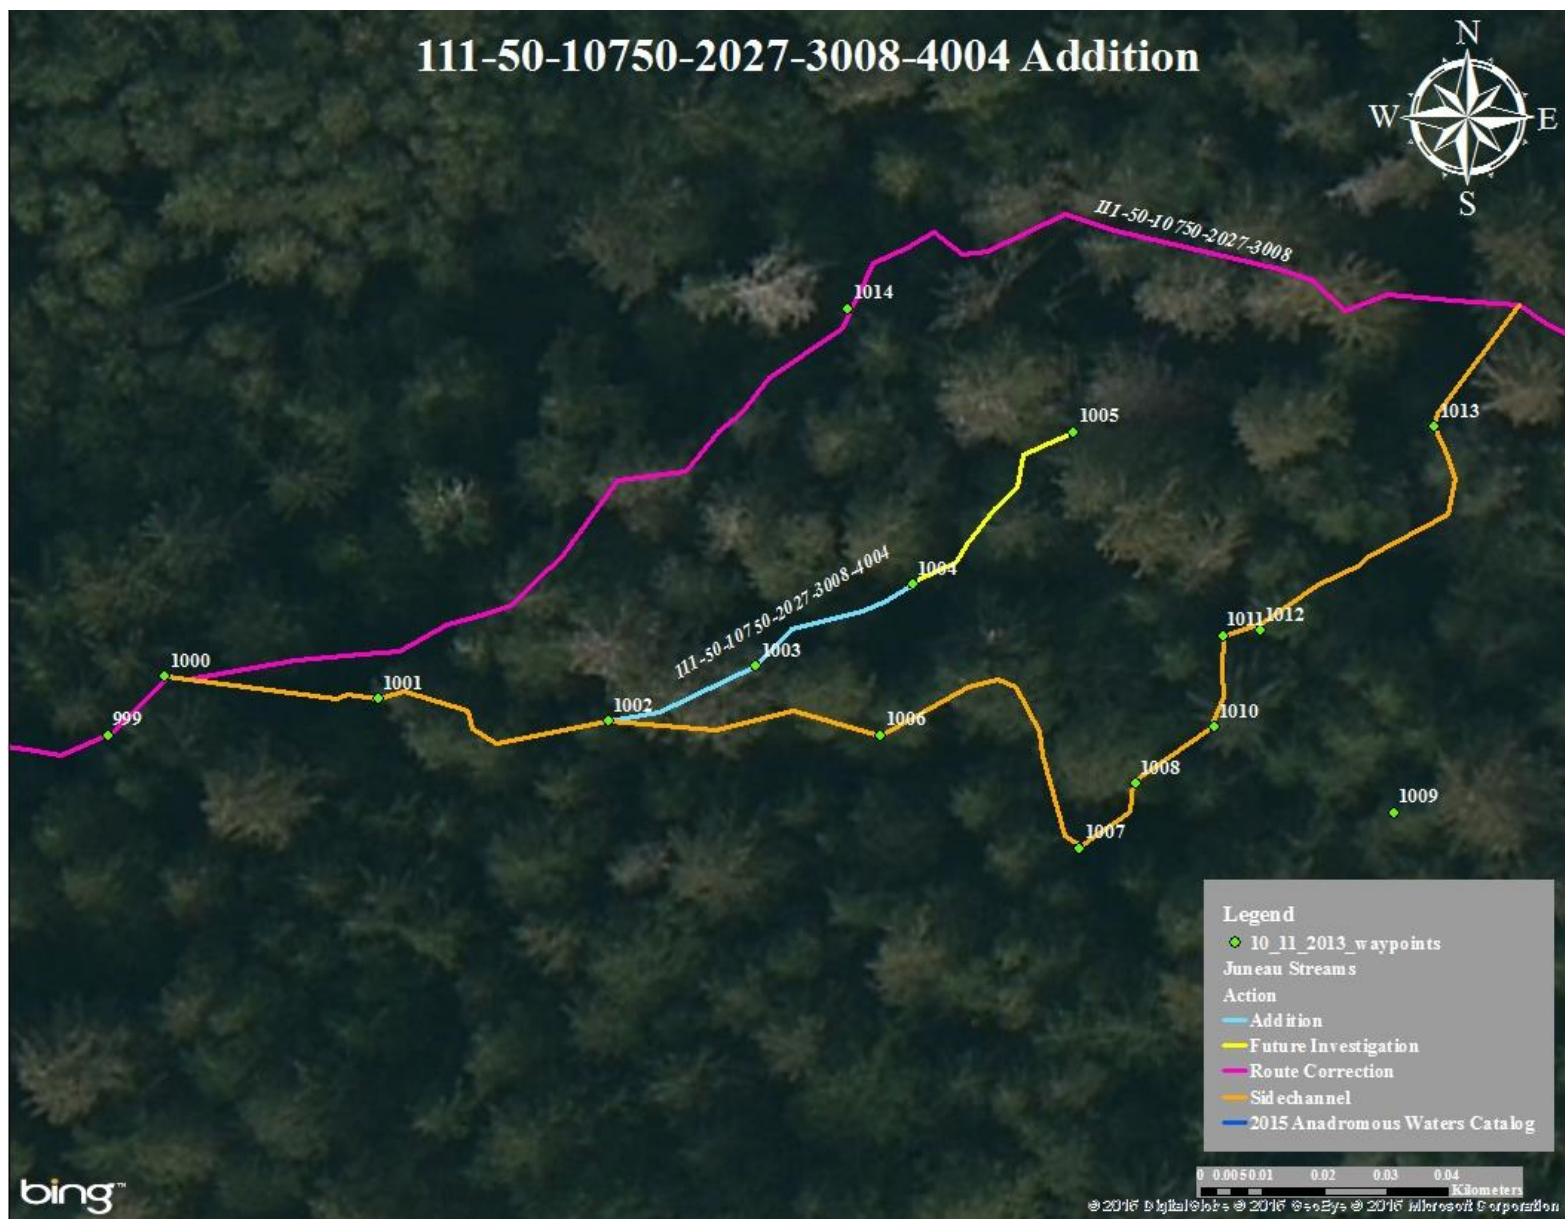 111-50-10750-2027-3008-4004 Addition
N
W
E
S
111-50-10750-2027-3008
1014
1005
1013
111-50-10750-2027-3008-4004
1004
1011
1012
1003
1000
1001
1002
999
1006
1010
1008
1009
1007
Legend
10_11_2013_waypoints
Juneau Streams
Action
Addition
Future Investigation
Route Correction
Sidechannel
2015 Anadromous Waters Catalog
0 0.005 0.01 0.02 0.03 0.04
Kilometers
bing™
© 2016 DigitalGlobe © 2016 GeoEye © 2016 Microsoft Corporation